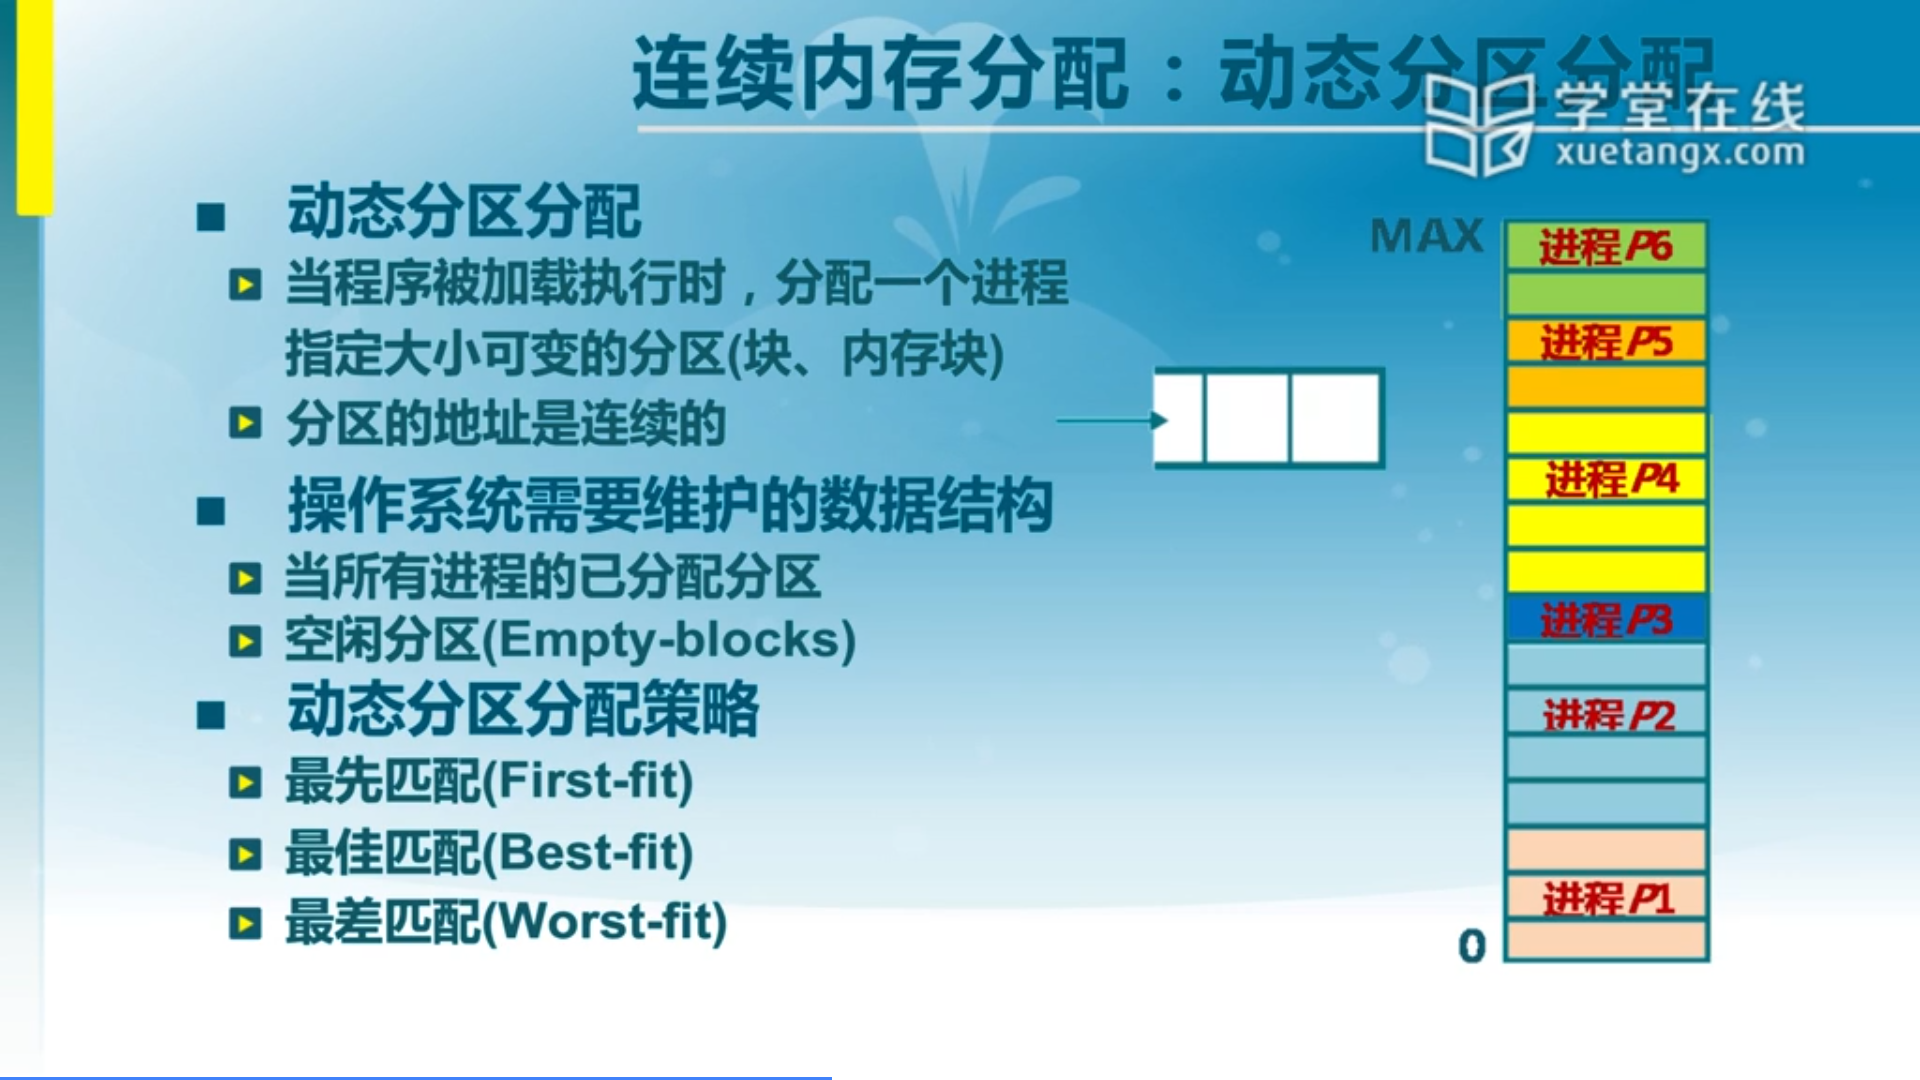 连续内存分配：动态分区分配
学堂在线
xuetangx.com
动态分区分配
当程序被加载执行时，分配一个进程
指定大小可变的分区(块、内存块)
分区的地址是连续的
操作系统需要维护的数据结构
当所有进程的已分配分区
空闲分区(Empty-blocks)
动态分区分配策略
最先匹配(First-fit)
最佳匹配(Best-fit)
最差匹配(Worst-fit)
MAX
进程P6
进程P5
进程P4
进程P3
进程P2
进程P1
0